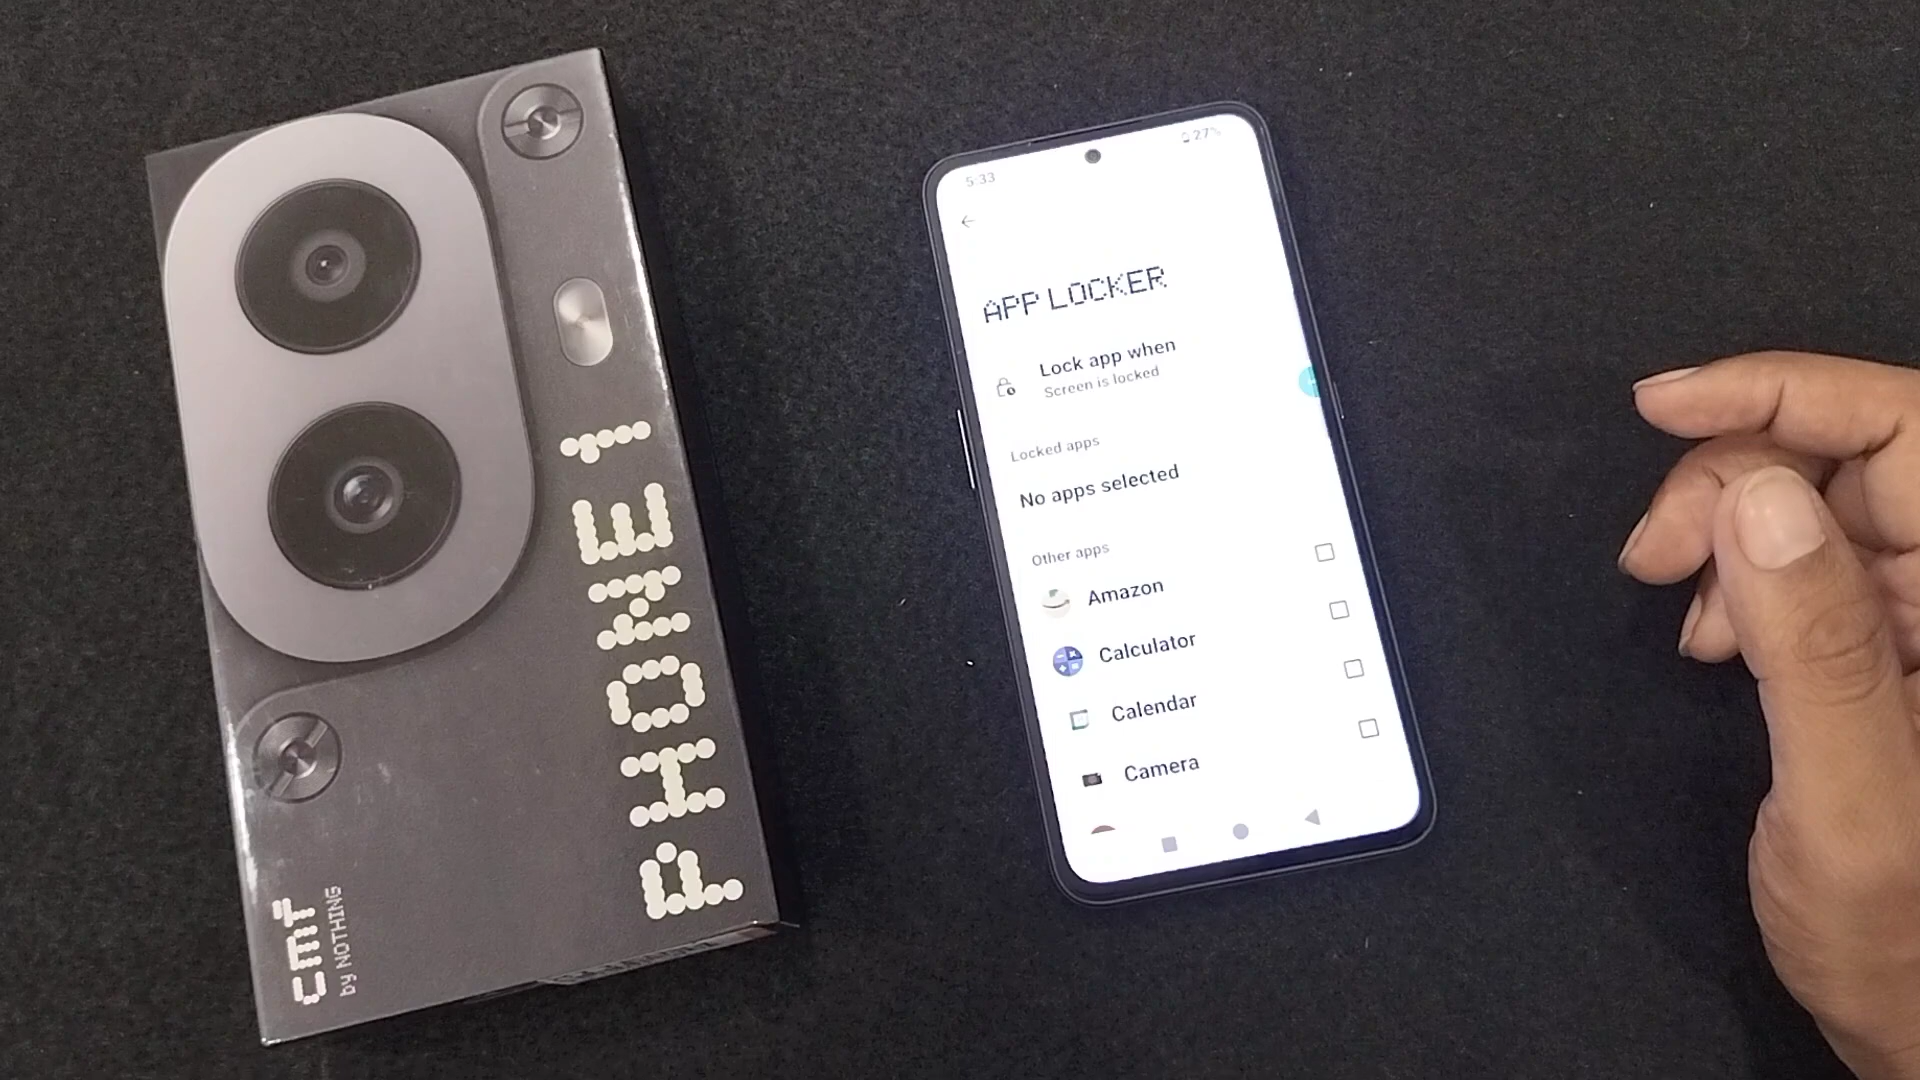 PHONE 1
cmf
by NOTHING
5:33
27%
APP LOCKER
Lock app when
Screen is locked
Locked apps
No apps selected
Other apps
Amazon
Calculator
Calendar
Camera